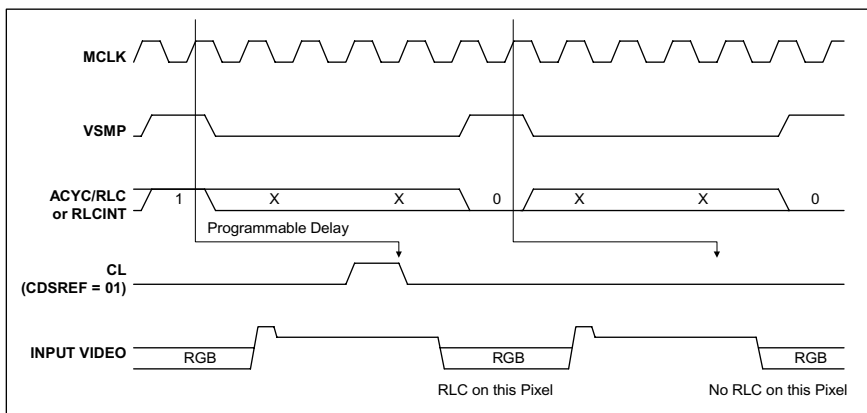 MCLK
VSMP
ACYC/RLC
or RLCINT
1 X X 0 X X 0
Programmable Delay
CL
(CDSREF = 01)
INPUT VIDEO
RGB RGB RGB
RLC on this Pixel No RLC on this Pixel